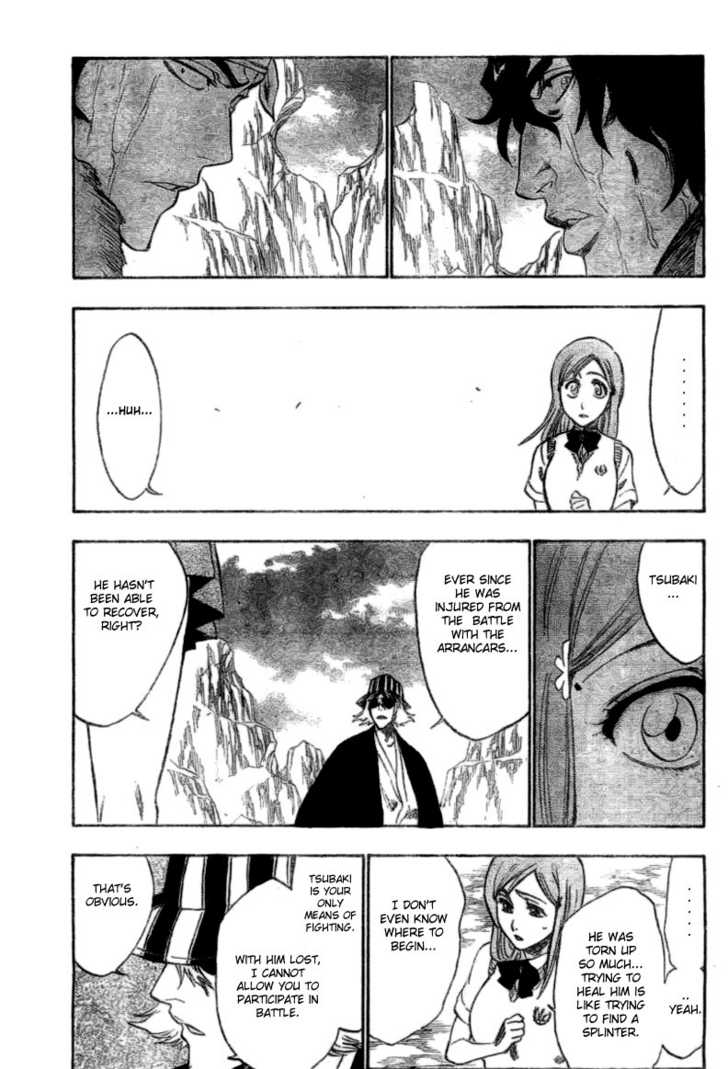 ......
...HUH...
TSUBAKI
...
EVER SINCE
HE WAS
INJURED FROM
THE BATTLE
WITH THE
ARRANCARS...
HE HASN'T
BEEN ABLE
TO RECOVER,
RIGHT?
.....
..
YEAH.
HE WAS
TORN UP
SO MUCH...
TRYING TO
HEAL HIM IS
LIKE TRYING
TO FIND A
SPLINTER.
I DON'T
EVEN KNOW
WHERE TO
BEGIN...
TSUBAKI
IS YOUR
ONLY
MEANS OF
FIGHTING.
WITH HIM LOST,
I CANNOT
ALLOW YOU TO
PARTICIPATE IN
BATTLE.
THAT'S
OBVIOUS.